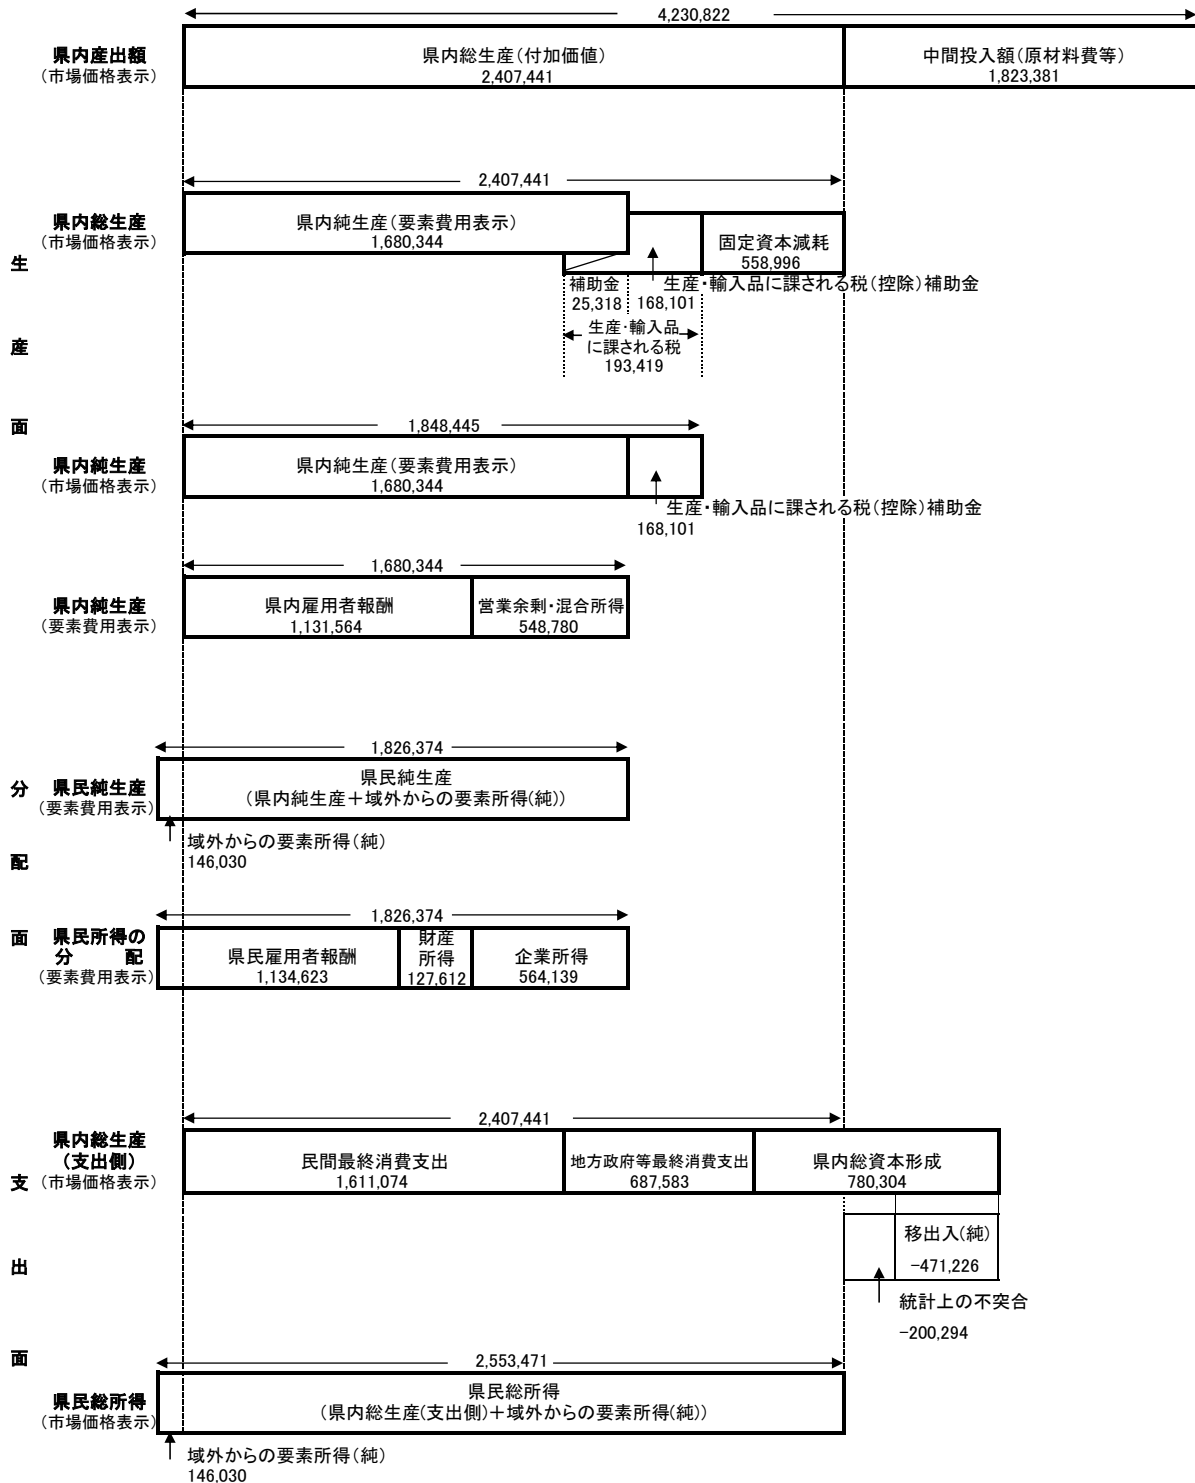 4,230,822
県内産出額
(市場価格表示)
県内総生産(付加価値)
2,407,441
中間投入額(原材料費等)
1,823,381
2,407,441
県内総生産
(市場価格表示)
県内純生産(要素費用表示)
1,680,344
固定資本減耗
558,996
生産・輸入品に課される税(控除)補助金
168,101
補助金
25,318
生産・輸入品
に課される税
193,419
生
産
面
1,848,445
県内純生産
(市場価格表示)
県内純生産(要素費用表示)
1,680,344
生産・輸入品に課される税(控除)補助金
168,101
1,680,344
県内純生産
(要素費用表示)
県内雇用者報酬
1,131,564
営業余剰・混合所得
548,780
1,826,374
県民純生産
(要素費用表示)
県民純生産
(県内純生産+域外からの要素所得(純))
域外からの要素所得(純)
146,030
分
配
面
1,826,374
県民所得の
分 配
(要素費用表示)
県民雇用者報酬
1,134,623
財産
所得
127,612
企業所得
564,139
2,407,441
県内総生産
(支出側)
(市場価格表示)
民間最終消費支出
1,611,074
地方政府等最終消費支出
687,583
県内総資本形成
780,304
移出入(純)
-471,226
統計上の不突合
-200,294
支
出
面
2,553,471
県民総所得
(市場価格表示)
県民総所得
(県内総生産(支出側)+域外からの要素所得(純))
域外からの要素所得(純)
146,030